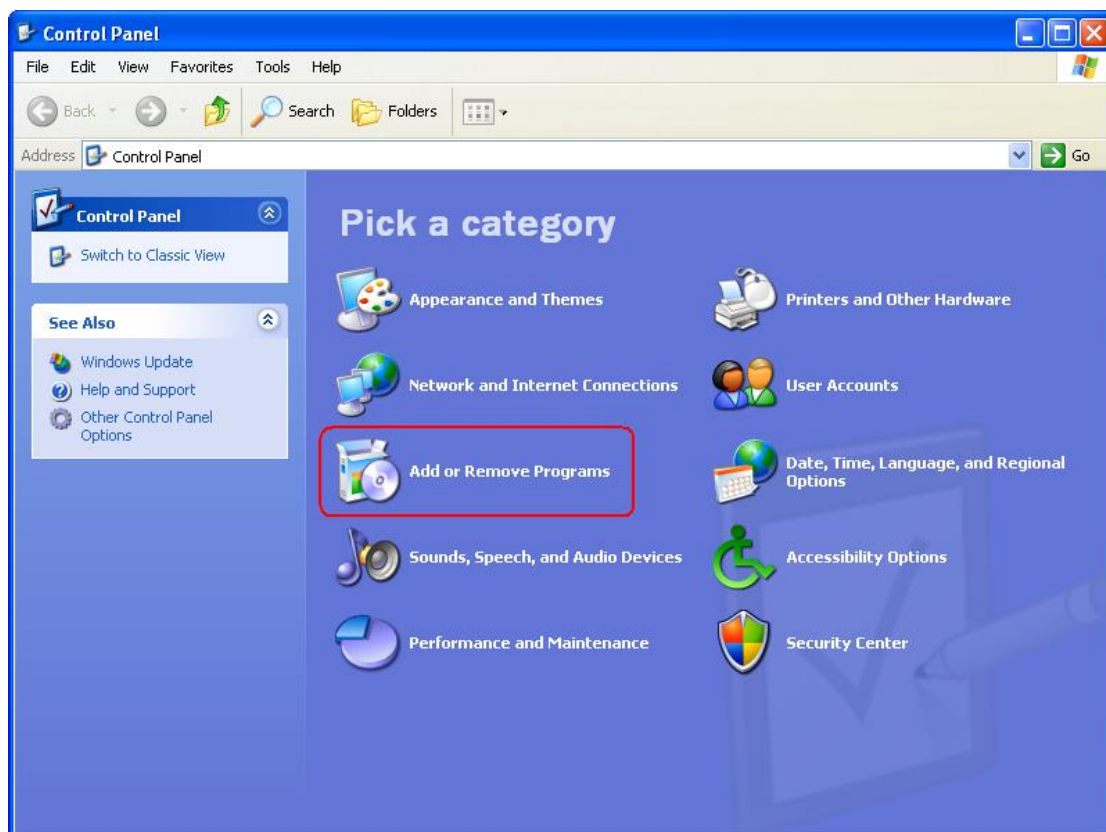 Control Panel
File Edit View Favorites Tools Help
Back Search Folders
Address Control Panel Go
Control Panel
Switch to Classic View
See Also
Windows Update
Help and Support
Other Control Panel
Options
Pick a category
Appearance and Themes
Printers and Other Hardware
Network and Internet Connections
User Accounts
Add or Remove Programs
Date, Time, Language, and Regional
Options
Sounds, Speech, and Audio Devices
Accessibility Options
Performance and Maintenance
Security Center